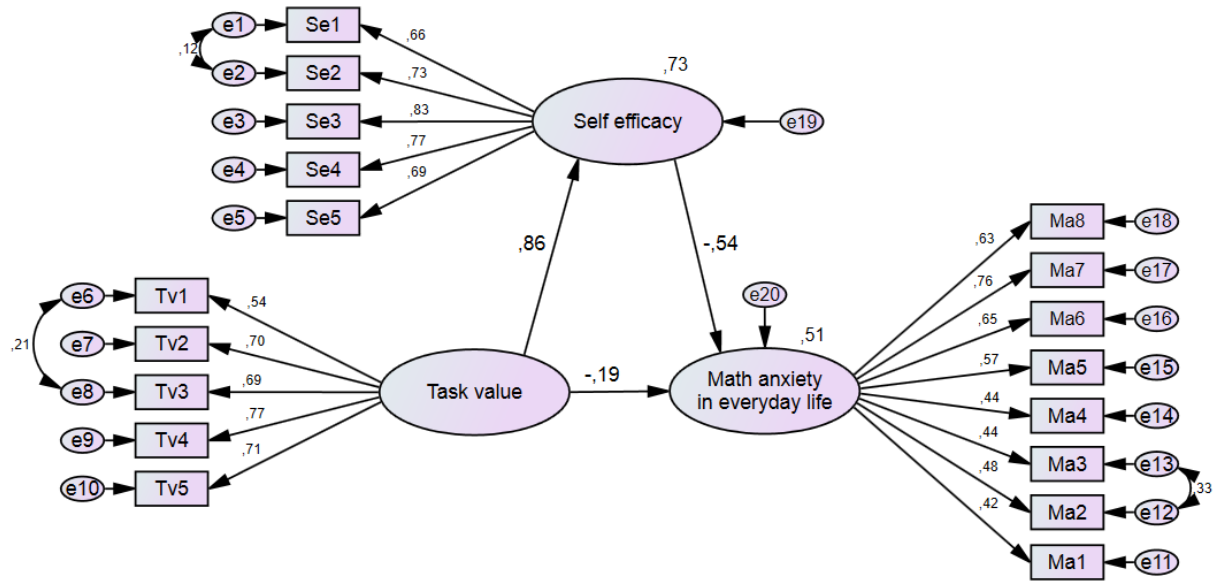 e1 Se1
,12
e2 Se2
e3 Se3
e4 Se4
e5 Se5
,66
,73
,83
,77
,69
,73
Self efficacy
e19
,86
-,54
e6 Tv1
e7 Tv2
,21
e8 Tv3
e9 Tv4
e10 Tv5
,54
,70
,69
,77
,71
Task value
-,19
e20
,51
Math anxiety
in everyday life
,63
,76
,65
,57
,44
,44
,48
,42
Ma8 e18
Ma7 e17
Ma6 e16
Ma5 e15
Ma4 e14
Ma3 e13
,33
Ma2 e12
Ma1 e11